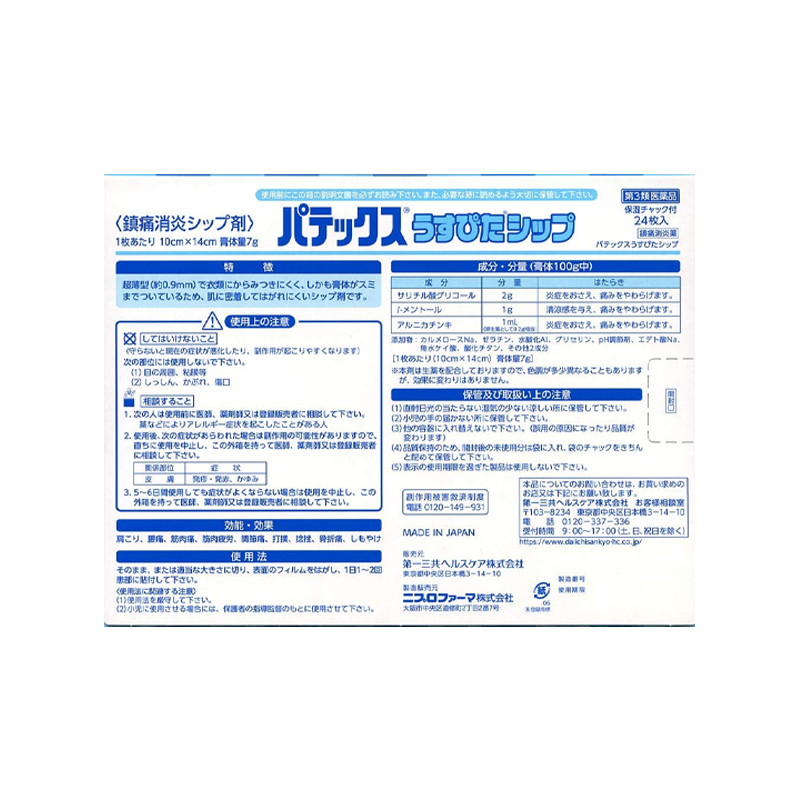 使用前にこの箱の説明文書を必ずお読み下さい。また、必要な時に読めるよう大切に保管して下さい。
〈鎮痛消炎シップ剤〉
1枚あたり 10cm×14cm 膏体量7g
パテックス®うすぴた®シップ
第3類医薬品
保湿チャック付
24枚入
鎮痛消炎薬
パテックスうすぴたシップ
特 徴
超薄型(約0.9mm)で衣類にからみつきにくく、しかも膏体がスミ
までついているため、肌に密着してはがれにくいシップ剤です。
使用上の注意
してはいけないこと
(守らないと現在の症状が悪化したり、副作用が起こりやすくなります)
次の部位には使用しないで下さい。
(1) 目の周囲、粘膜等
(2) しっしん、かぶれ、傷口
相談すること
1. 次の人は使用前に医師、薬剤師又は登録販売者に相談して下さい。
薬などによりアレルギー症状を起こしたことがある人
2. 使用後、次の症状があらわれた場合は副作用の可能性がありますので、
直ちに使用を中止し、この外箱を持って医師、薬剤師又は登録販売者
に相談して下さい。
関係部位 症 状
皮 膚 発疹・発赤、かゆみ
3. 5〜6日間使用しても症状がよくならない場合は使用を中止し、この
外箱を持って医師、薬剤師又は登録販売者に相談して下さい。
効能・効果
肩こり、腰痛、筋肉痛、筋肉疲労、関節痛、打撲、捻挫、骨折痛、しもやけ
使 用 法
そのまま、または適当な大きさに切り、表面のフィルムをはがし、1日1〜2回
患部に貼付して下さい。
〈使用法に関連する注意〉
(1)使用法を厳守して下さい。
(2)小児に使用させる場合には、保護者の指導監督のもとに使用させて下さい。
成分・分量(膏体100g中)
成 分 分 量 はたらき
サリチル酸グリコール 2g 炎症をおさえ、痛みをやわらげます。
l-メントール 1g 清涼感を与え、痛みをやわらげます。
アルニカチンキ 1mL 炎症をおさえ、痛みをやわらげます。
(原生薬として0.2g相当)
添加物:カルメロースNa、ゼラチン、水酸化Al、グリセリン、pH調節剤、エデト酸Na、
軽水ケイ酸、酸化チタン、その他2成分
[1枚あたり(10cm×14cm) 膏体量7g]
※本剤は生薬を配合しておりますので、色調が多少異なることもあります
が、効果に変わりはありません。
保管及び取扱い上の注意
(1)直射日光の当たらない湿気の少ない涼しい所に保管して下さい。
(2)小児の手の届かない所に保管して下さい。
(3)他の容器に入れ替えないで下さい。(誤用の原因になったり品質が
変わります)
(4)品質保持のため、開封後の未使用分は袋に入れ、袋のチャックをきちん
と閉めて保管して下さい。
(5)表示の使用期限を過ぎた製品は使用しないで下さい。
開封口
副作用被害救済制度
電話 0120-149-931
本品についてのお問い合わせは、お買い求めの
お店又は下記にお願い致します。
第一三共ヘルスケア株式会社 お客様相談室
〒103-8234 東京都中央区日本橋3-14-10
電 話 0120-337-336
受付時間 9:00〜17:00(土、日、祝日を除く)
https://www.daiichisankyo-hc.co.jp/
MADE IN JAPAN
販売元
第一三共ヘルスケア株式会社
東京都中央区日本橋3-14-10
製造販売元
ニプロファーマ株式会社
大阪市中央区道修町2丁目2番7号
紙
05
製造番号
使用期限